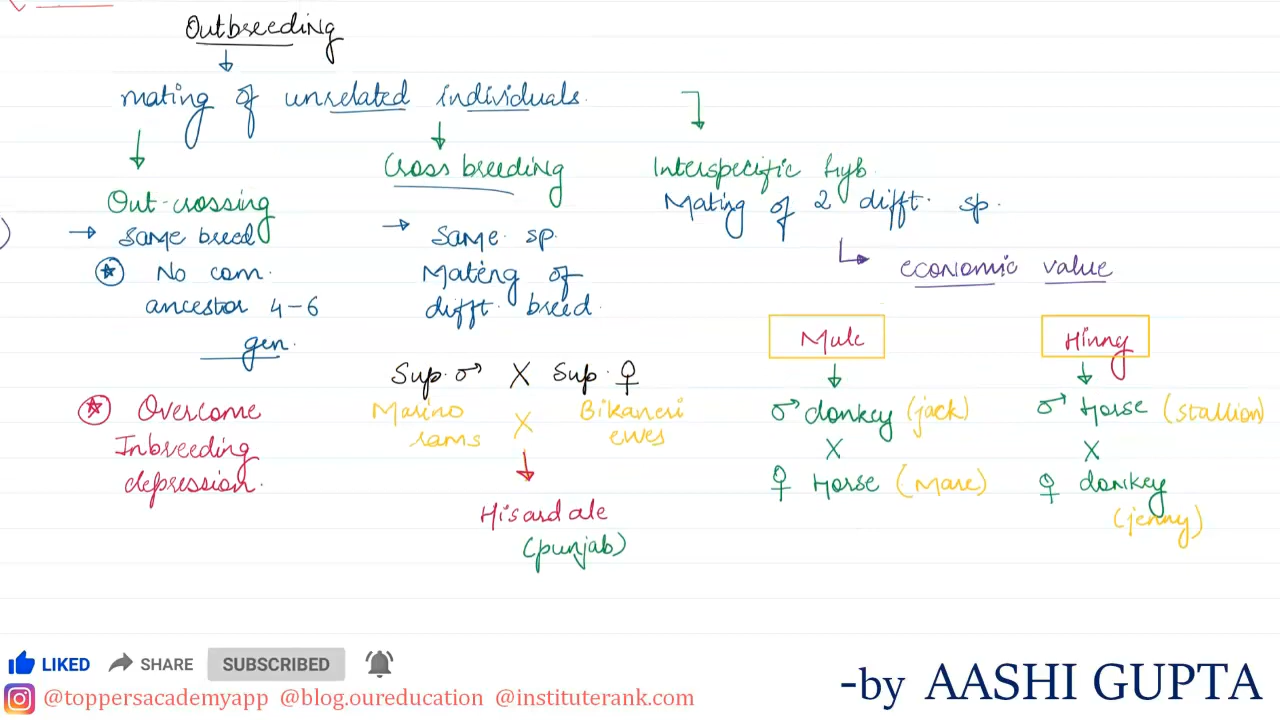 Outbreeding
↓
mating of unrelated individuals
Out-crossing
→ Same breed
No com.
ancestor 4-6
gen.
Overcome
Inbreeding
depression.
Cross breeding
→ Same. sp.
Mating of
difft. breed.
Sup. ♂ X Sup. ♀
Marino X Bikaneri
rams ewes
Hisardale
(punjab)
Interspecific hyb.
Mating of 2 difft. sp.
economic value
Mule
♂ donkey (jack)
X
♀ Horse (Mare)
Hinny
♂ Horse (stallion)
X
♀ donkey
(jenny)
LIKED SHARE SUBSCRIBED
@toppersacademyapp @blog.oureducation @instituterank.com
-by AASHI GUPTA